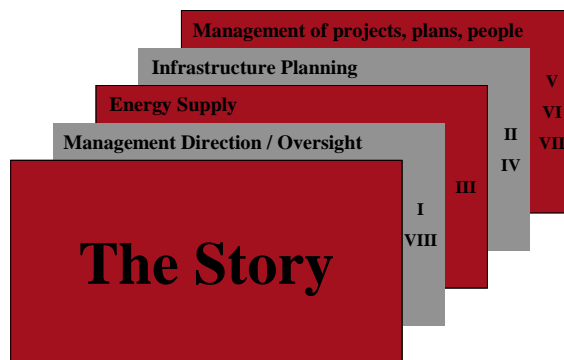 Management of projects, plans, people
V
VI
VII
Infrastructure Planning
II
IV
Energy Supply
III
Management Direction / Oversight
I
VIII
The Story